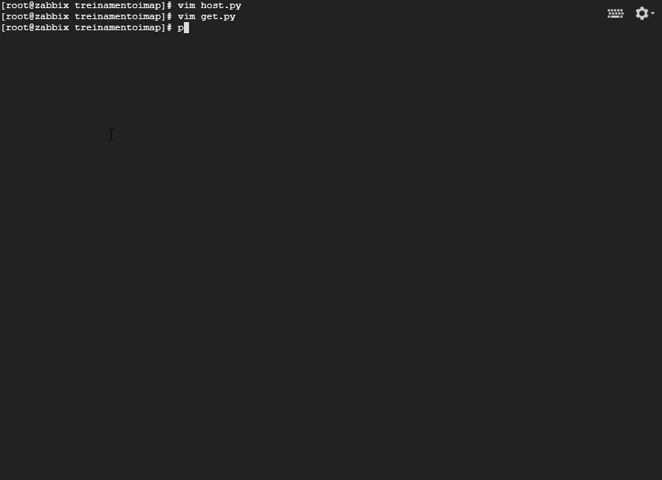 [root@zabbix treinamentoimap]# vim host.py
[root@zabbix treinamentoimap]# vim get.py
[root@zabbix treinamentoimap]# p